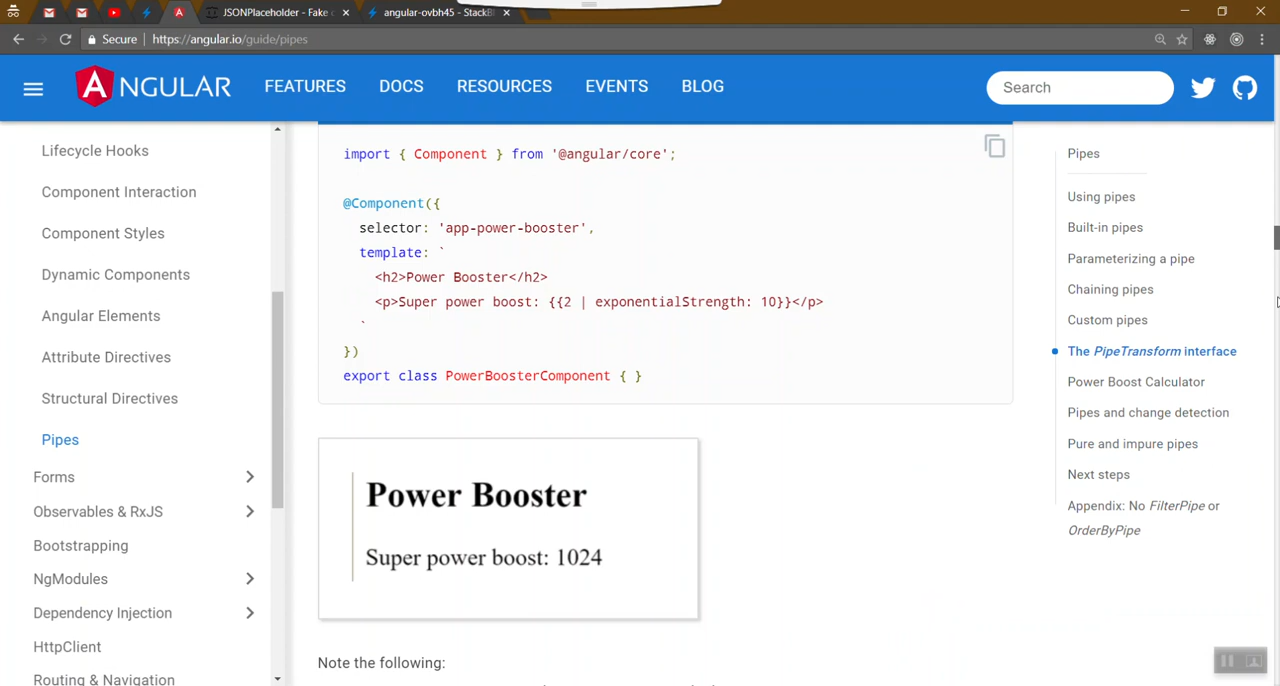 JSONPlaceholder - Fake
angular-ovbh45 - StackB
Secure
https://angular.io/guide/pipes
ANGULAR
FEATURES
DOCS
RESOURCES
EVENTS
BLOG
Search
Lifecycle Hooks
Component Interaction
Component Styles
Dynamic Components
Angular Elements
Attribute Directives
Structural Directives
Pipes
Forms
Observables & RxJS
Bootstrapping
NgModules
Dependency Injection
HttpClient
Routing & Navigation
import { Component } from '@angular/core';
@Component({
selector: 'app-power-booster',
template: `
<h2>Power Booster</h2>
<p>Super power boost: {{2 | exponentialStrength: 10}}</p>
`
})
export class PowerBoosterComponent { }
Power Booster
Super power boost: 1024
Note the following:
Pipes
Using pipes
Built-in pipes
Parameterizing a pipe
Chaining pipes
Custom pipes
The PipeTransform interface
Power Boost Calculator
Pipes and change detection
Pure and impure pipes
Next steps
Appendix: No FilterPipe or
OrderByPipe